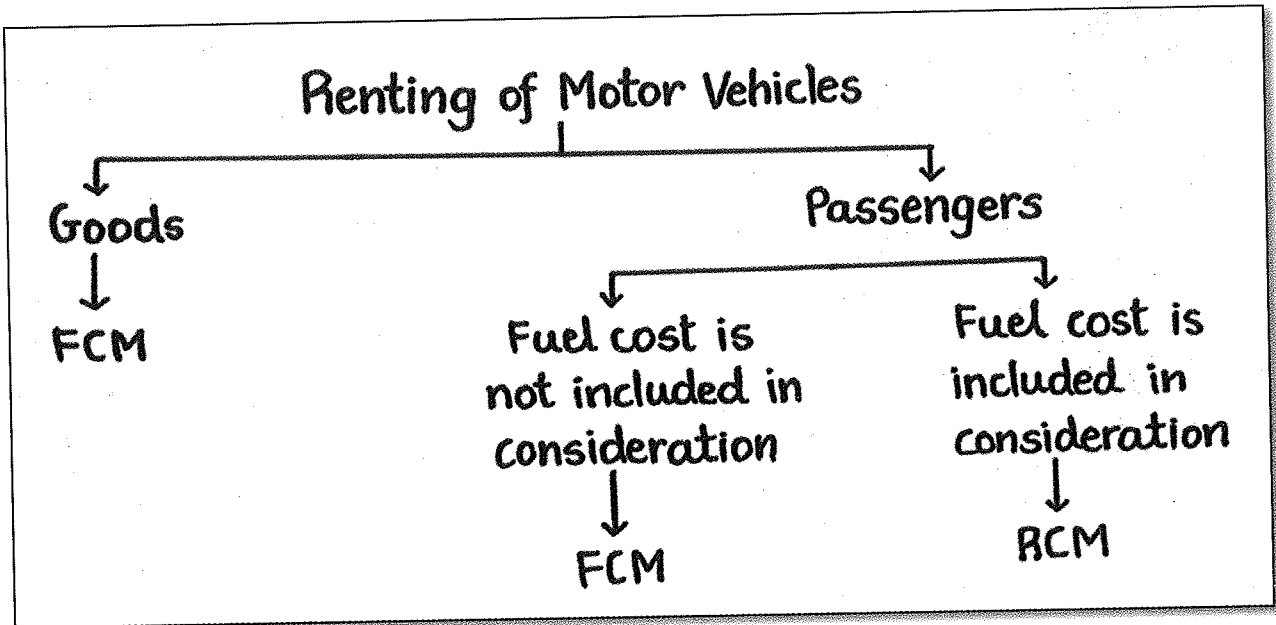 Renting of Motor Vehicles
Goods
Passengers
FCM
Fuel cost is
not included in
consideration
FCM
Fuel cost is
included in
consideration
RCM